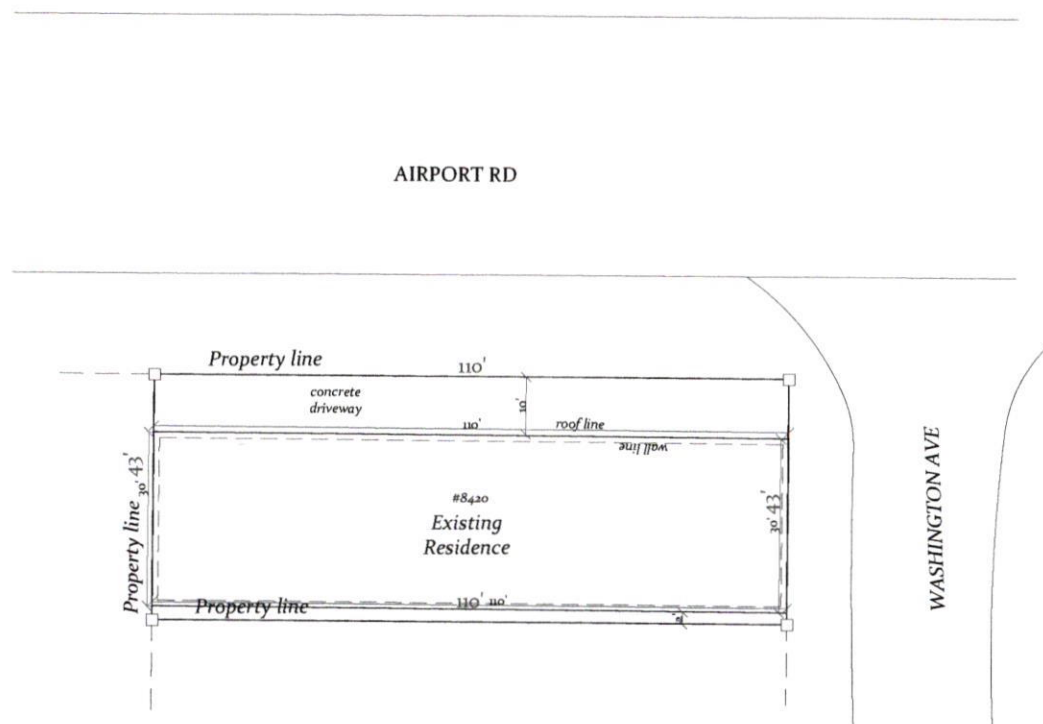 AIRPORT RD
Property line
110'
concrete
driveway
10'
110'
roof line
wall line
Property line
30'
43'
#8420
Existing
Residence
30'
43'
WASHINGTON AVE
Property line
110'
110'